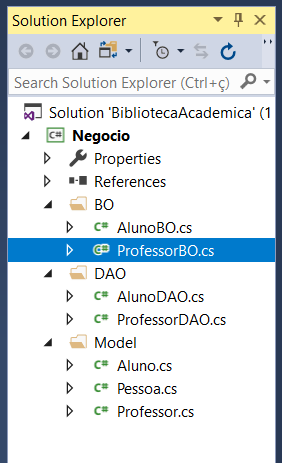 Solution Explorer
Search Solution Explorer (Ctrl+ç)
Solution 'BibliotecaAcademica' (1
C# Negocio
Properties
References
BO
C# AlunoBO.cs
C# ProfessorBO.cs
DAO
C# AlunoDAO.cs
C# ProfessorDAO.cs
Model
C# Aluno.cs
C# Pessoa.cs
C# Professor.cs